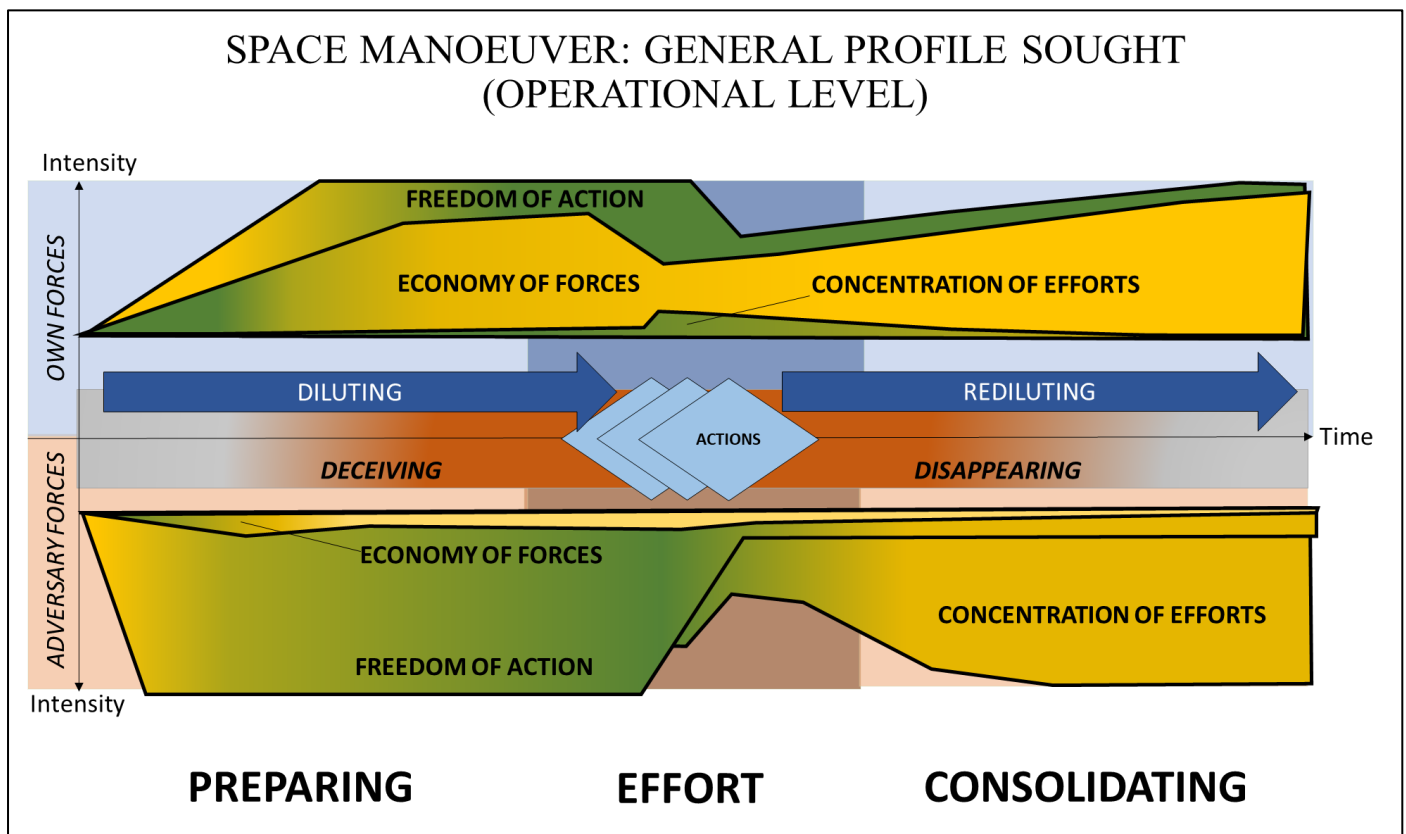 SPACE MANOEUVER: GENERAL PROFILE SOUGHT
(OPERATIONAL LEVEL)
Intensity
OWN FORCES
FREEDOM OF ACTION
ECONOMY OF FORCES
CONCENTRATION OF EFFORTS
DILUTING
REDILUTING
ACTIONS
Time
DECEIVING
DISAPPEARING
ADVERSARY FORCES
ECONOMY OF FORCES
CONCENTRATION OF EFFORTS
FREEDOM OF ACTION
Intensity
PREPARING
EFFORT
CONSOLIDATING